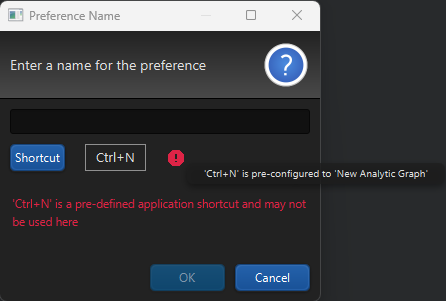 Preference Name
Enter a name for the preference
?
Shortcut
Ctrl+N
!
'Ctrl+N' is pre-configured to 'New Analytic Graph'
'Ctrl+N' is a pre-defined application shortcut and may not
be used here
OK
Cancel